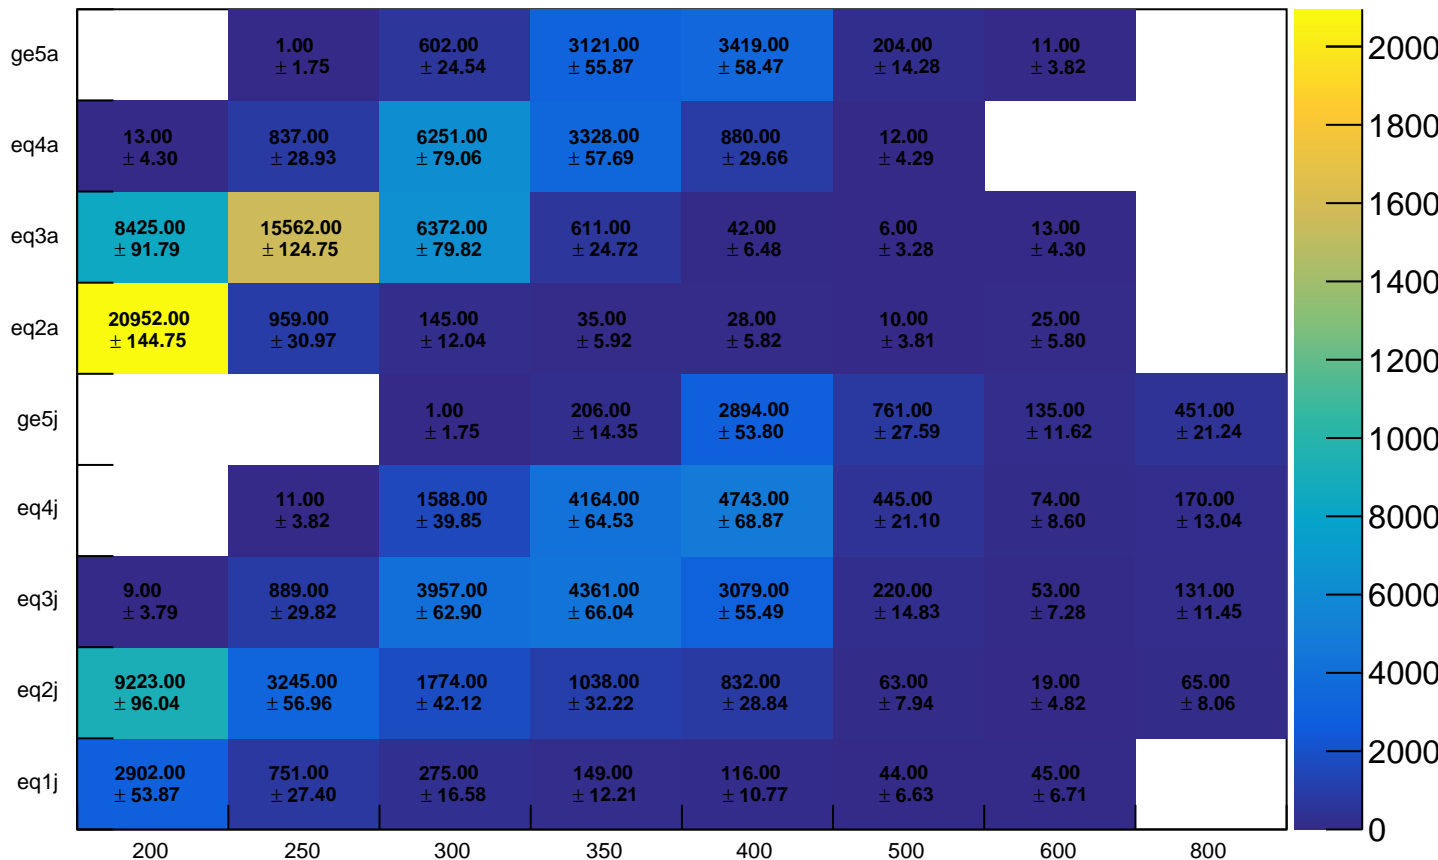 ge5a 1.00 602.00 3121.00 3419.00 204.00 11.00
± 1.75 ± 24.54 ± 55.87 ± 58.47 ± 14.28 ± 3.82
eq4a 13.00 837.00 6251.00 3328.00 880.00 12.00
± 4.30 ± 28.93 ± 79.06 ± 57.69 ± 29.66 ± 4.29
eq3a 8425.00 15562.00 6372.00 611.00 42.00 6.00 13.00
± 91.79 ± 124.75 ± 79.82 ± 24.72 ± 6.48 ± 3.28 ± 4.30
eq2a 20952.00 959.00 145.00 35.00 28.00 10.00 25.00
± 144.75 ± 30.97 ± 12.04 ± 5.92 ± 5.82 ± 3.81 ± 5.80
ge5j 1.00 206.00 2894.00 761.00 135.00 451.00
± 1.75 ± 14.35 ± 53.80 ± 27.59 ± 11.62 ± 21.24
eq4j 11.00 1588.00 4164.00 4743.00 445.00 74.00 170.00
± 3.82 ± 39.85 ± 64.53 ± 68.87 ± 21.10 ± 8.60 ± 13.04
eq3j 9.00 889.00 3957.00 4361.00 3079.00 220.00 53.00 131.00
± 3.79 ± 29.82 ± 62.90 ± 66.04 ± 55.49 ± 14.83 ± 7.28 ± 11.45
eq2j 9223.00 3245.00 1774.00 1038.00 832.00 63.00 19.00 65.00
± 96.04 ± 56.96 ± 42.12 ± 32.22 ± 28.84 ± 7.94 ± 4.82 ± 8.06
eq1j 2902.00 751.00 275.00 149.00 116.00 44.00 45.00
± 53.87 ± 27.40 ± 16.58 ± 12.21 ± 10.77 ± 6.63 ± 6.71
200 250 300 350 400 500 600 800
2000
1800
1600
1400
1200
1000
8000
6000
4000
2000
0